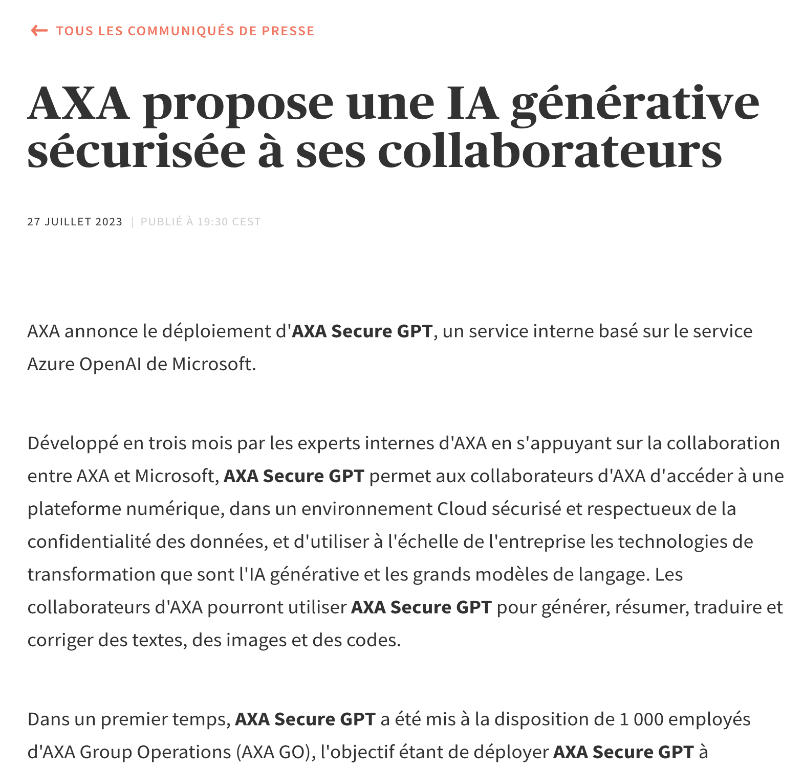 ← TOUS LES COMMUNIQUÉS DE PRESSE
AXA propose une IA générative
sécurisée à ses collaborateurs
27 JUILLET 2023 | PUBLIÉ À 19:30 CEST
AXA annonce le déploiement d'AXA Secure GPT, un service interne basé sur le service
Azure OpenAI de Microsoft.
Développé en trois mois par les experts internes d'AXA en s'appuyant sur la collaboration
entre AXA et Microsoft, AXA Secure GPT permet aux collaborateurs d'AXA d'accéder à une
plateforme numérique, dans un environnement Cloud sécurisé et respectueux de la
confidentialité des données, et d'utiliser à l'échelle de l'entreprise les technologies de
transformation que sont l'IA générative et les grands modèles de langage. Les
collaborateurs d'AXA pourront utiliser AXA Secure GPT pour générer, résumer, traduire et
corriger des textes, des images et des codes.
Dans un premier temps, AXA Secure GPT a été mis à la disposition de 1 000 employés
d'AXA Group Operations (AXA GO), l'objectif étant de déployer AXA Secure GPT à